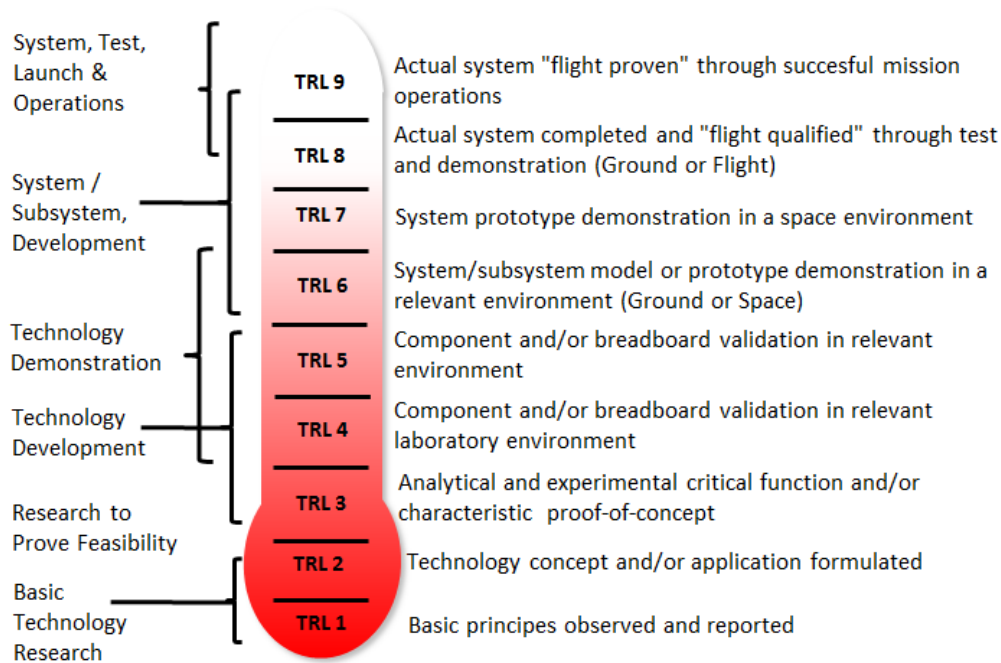 System, Test,
Launch &
Operations
System /
Subsystem,
Development
Technology
Demonstration
Technology
Development
Research to
Prove Feasibility
Basic
Technology
Research
TRL 9
TRL 8
TRL 7
TRL 6
TRL 5
TRL 4
TRL 3
TRL 2
TRL 1
Actual system "flight proven" through succesful mission
operations
Actual system completed and "flight qualified" through test
and demonstration (Ground or Flight)
System prototype demonstration in a space environment
System/subsystem model or prototype demonstration in a
relevant environment (Ground or Space)
Component and/or breadboard validation in relevant
environment
Component and/or breadboard validation in relevant
laboratory environment
Analytical and experimental critical function and/or
characteristic proof-of-concept
Technology concept and/or application formulated
Basic principes observed and reported